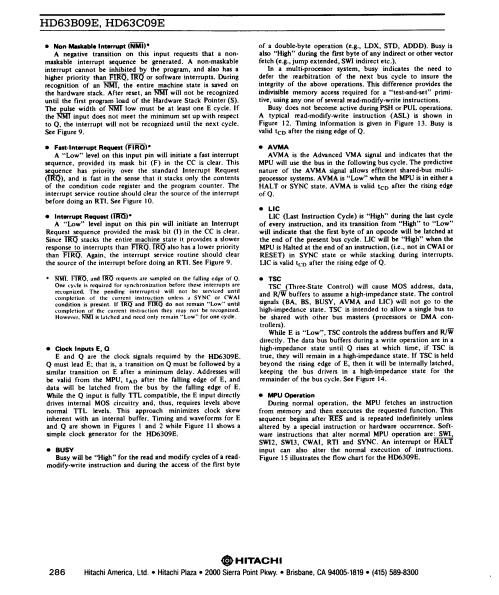 HD63B09E, HD63C09E
• Non-Maskable Interrupt (NMI)*
A negative transition on this input requests that a non-
maskable interrupt sequence be generated. A non-maskable
interrupt cannot be inhibited by the program, and also has a
higher priority than FIRQ, IRQ or software interrupts. During
recognition of an NMI, the entire machine state is saved on
the hardware stack. After reset, an NMI will not be recognized
until the first program load of the Hardware Stack Pointer (S).
The pulse width of NMI low must be at least one E cycle. If
the NMI input does not meet the minimum set up with respect
to Q, the interrupt will not be recognized until the next cycle.
See Figure 9.
• Fast-Interrupt Request (FIRQ)*
A "Low" level on this input pin will initiate a fast interrupt
sequence, provided its mask bit (F) in the CC is clear. This
sequence has priority over the standard Interrupt Request
(IRQ), and is fast in the sense that it stacks only the contents
of the condition code register and the program counter. The
interrupt service routine should clear the source of the interrupt
before doing an RTI. See Figure 10.
• Interrupt Request (IRQ)*
A "Low" level input on this pin will initiate an Interrupt
Request sequence provided the mask bit (I) in the CC is clear.
Since IRQ stacks the entire machine state it provides a slower
response to interrupts than FIRQ. IRQ also has a lower priority
than FIRQ. Again, the interrupt service routine should clear
the source of the interrupt before doing an RTI. See Figure 9.
* NMI, FIRQ, and IRQ requests are sampled on the falling edge of Q.
One cycle is required for synchronization before these interrupts are
recognized. The pending interrupt(s) will not be serviced until
completion of the current instruction unless a SYNC or CWAI
condition is present. If IRQ and FIRQ do not remain "Low" until
completion of the current instruction they may not be recognized.
However, NMI is latched and need only remain "Low" for one cycle.
• Clock Inputs E, Q
E and Q are the clock signals required by the HD6309E.
Q must lead E; that is, a transition on Q must be followed by a
similar transition on E after a minimum delay. Addresses will
be valid from the MPU, tAD after the falling edge of E, and
data will be latched from the bus by the falling edge of E.
While the Q input is fully TTL compatible, the E input directly
drives internal MOS circuitry and, thus, requires levels above
normal TTL levels. This approach minimizes clock skew
inherent with an internal buffer. Timing and waveforms for E
and Q are shown in Figures 1 and 2 while Figure 11 shows a
simple clock generator for the HD6309E.
• BUSY
Busy will be "High" for the read and modify cycles of a read-
modify-write instruction and during the access of the first byte
of a double-byte operation (e.g., LDX, STD, ADDD). Busy is
also "High" during the first byte of any indirect or other vector
fetch (e.g., jump extended, SWI indirect etc.).
In a multi-processor system, busy indicates the need to
defer the rearbitration of the next bus cycle to insure the
integrity of the above operations. This difference provides the
indivisible memory access required for a "test-and-set" primi-
tive, using any one of several read-modify-write instructions.
Busy does not become active during PSH or PUL operations.
A typical read-modify-write instruction (ASL) is shown in
Figure 12. Timing information is given in Figure 13. Busy is
valid tCD after the rising edge of Q.
• AVMA
AVMA is the Advanced VMA signal and indicates that the
MPU will use the bus in the following bus cycle. The predictive
nature of the AVMA signal allows efficient shared-bus multi-
processor systems. AVMA is "Low" when the MPU is in either a
HALT or SYNC state. AVMA is valid tCD after the rising edge
of Q.
• LIC
LIC (Last Instruction Cycle) is "High" during the last cycle
of every instruction, and its transition from "High" to "Low"
will indicate that the first byte of an opcode will be latched at
the end of the present bus cycle. LIC will be "High" when the
MPU is Halted at the end of an instruction, (i.e., not in CWAI or
RESET) in SYNC state or while stacking during interrupts.
LIC is valid tCD after the rising edge of Q.
• TSC
TSC (Three-State Control) will cause MOS address, data,
and R/W buffers to assume a high-impedance state. The control
signals (BA, BS, BUSY, AVMA and LIC) will not go to the
high-impedance state. TSC is intended to allow a single bus to
be shared with other bus masters (processors or DMA con-
trollers).
While E is "Low", TSC controls the address buffers and R/W
directly. The data bus buffers during a write operation are in a
high-impedance state until Q rises at which time, if TSC is
true, they will remain in a high-impedance state. If TSC is held
beyond the rising edge of E, then it will be internally latched,
keeping the bus drivers in a high-impedance state for the
remainder of the bus cycle. See Figure 14.
• MPU Operation
During normal operation, the MPU fetches an instruction
from memory and then executes the requested function. This
sequence begins after RES and is repeated indefinitely unless
altered by a special instruction or hardware occurrence. Soft-
ware instructions that alter normal MPU operation are: SWI,
SWI2, SWI3, CWAI, RTI and SYNC. An interrupt or HALT
input can also alter the normal execution of instructions.
Figure 15 illustrates the flow chart for the HD6309E.
HITACHI
286 Hitachi America, Ltd. • Hitachi Plaza • 2000 Sierra Point Pkwy. • Brisbane, CA 94005-1819 • (415) 589-8300